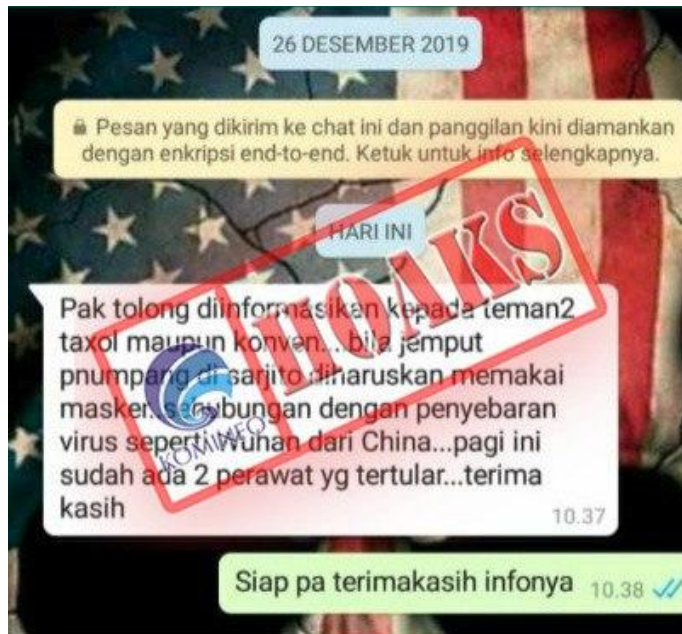 26 DESEMBER 2019
Pesan yang dikirim ke chat ini dan panggilan kini diamankan
dengan enkripsi end-to-end. Ketuk untuk info selengkapnya.
HARI INI
HOAKS
KOMINFO
Pak tolong diinformasikan kepada teman2
taxol maupun konven....bila jemput
pnumpang di sarjito diharuskan memakai
masker..sehubungan dengan penyebaran
virus seperti Wuhan dari China...pagi ini
sudah ada 2 perawat yg tertular...terima
kasih
10.37
Siap pa terimakasih infonya 10.38